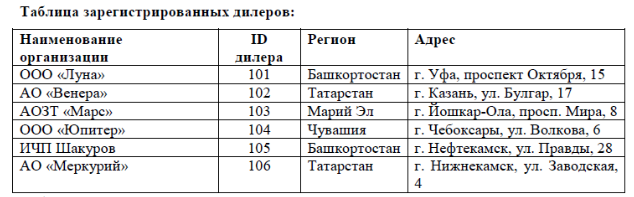 Таблица зарегистрированных дилеров:
Наименование организации ID дилера Регион Адрес
ООО «Луна» 101 Башкортостан г. Уфа, проспект Октября, 15
АО «Венера» 102 Татарстан г. Казань, ул. Булгар, 17
АОЗТ «Марс» 103 Марий Эл г. Йошкар-Ола, просп. Мира, 8
ООО «Юпитер» 104 Чувашия г. Чебоксары, ул. Волкова, 6
ИЧП Шакуров 105 Башкортостан г. Нефтекамск, ул. Правды, 28
АО «Меркурий» 106 Татарстан г. Нижнекамск, ул. Заводская,
4